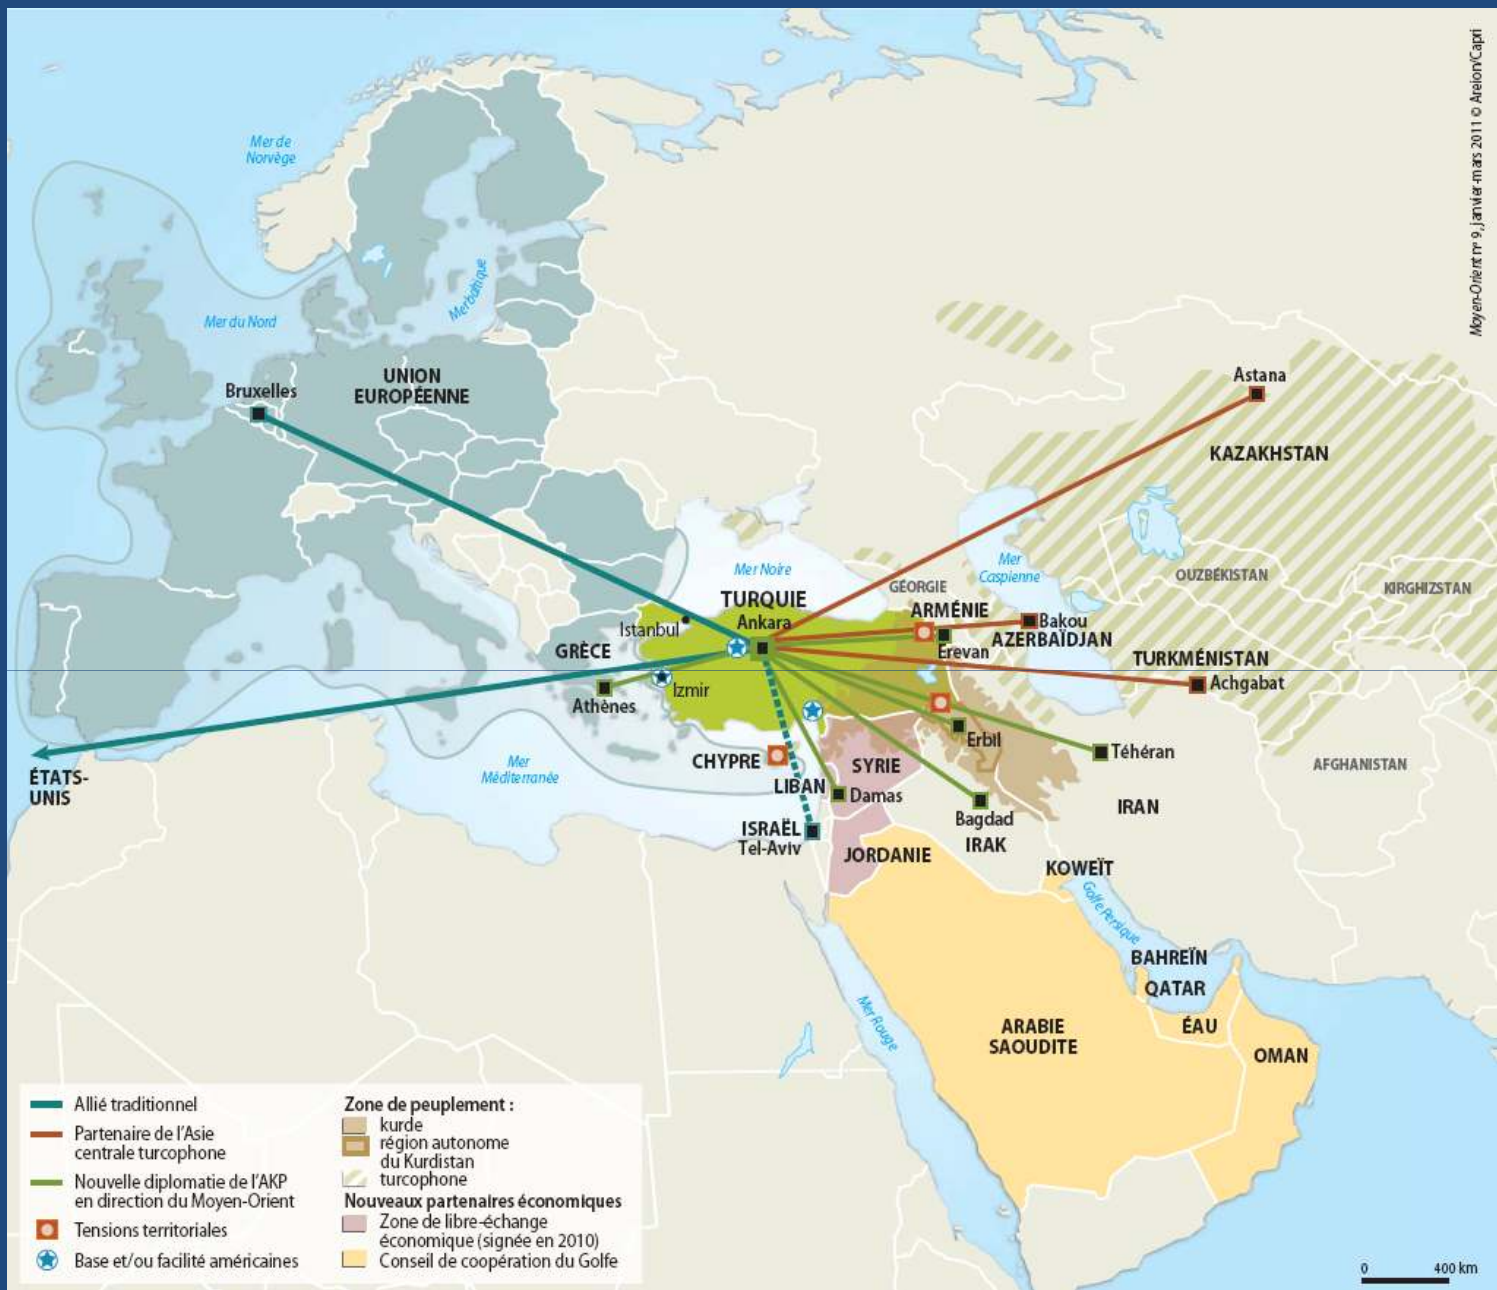 Moyen-Orient nº 9, janvier-mars 2011 © Areion/Capri
Mer de
Norvège
Mer du Nord
Mer baltique
UNION
EUROPÉENNE
Bruxelles
Astana
KAZAKHSTAN
Mer
Caspienne
OUZBÉKISTAN
KIRGHIZSTAN
Mer Noire
GÉORGIE
TURQUIE
Ankara
Istanbul
ARMÉNIE
Bakou
AZERBAÏDJAN
Erevan
GRÈCE
TURKMÉNISTAN
Achgabat
Izmir
Athènes
Erbil
Téhéran
CHYPRE
SYRIE
AFGHANISTAN
Mer
Méditerranée
ÉTATS-
UNIS
LIBAN
Damas
IRAN
Bagdad
IRAK
ISRAËL
Tel-Aviv
JORDANIE
KOWEÏT
Golfe Persique
BAHREÏN
QATAR
Mer Rouge
ARABIE
SAOUDITE
ÉAU
OMAN
Allié traditionnel
Partenaire de l'Asie
centrale turcophone
Nouvelle diplomatie de l'AKP
en direction du Moyen-Orient
Tensions territoriales
Base et/ou facilité américaines
Zone de peuplement :
kurde
région autonome
du Kurdistan
turcophone
Nouveaux partenaires économiques
Zone de libre-échange
économique (signée en 2010)
Conseil de coopération du Golfe
0 400 km